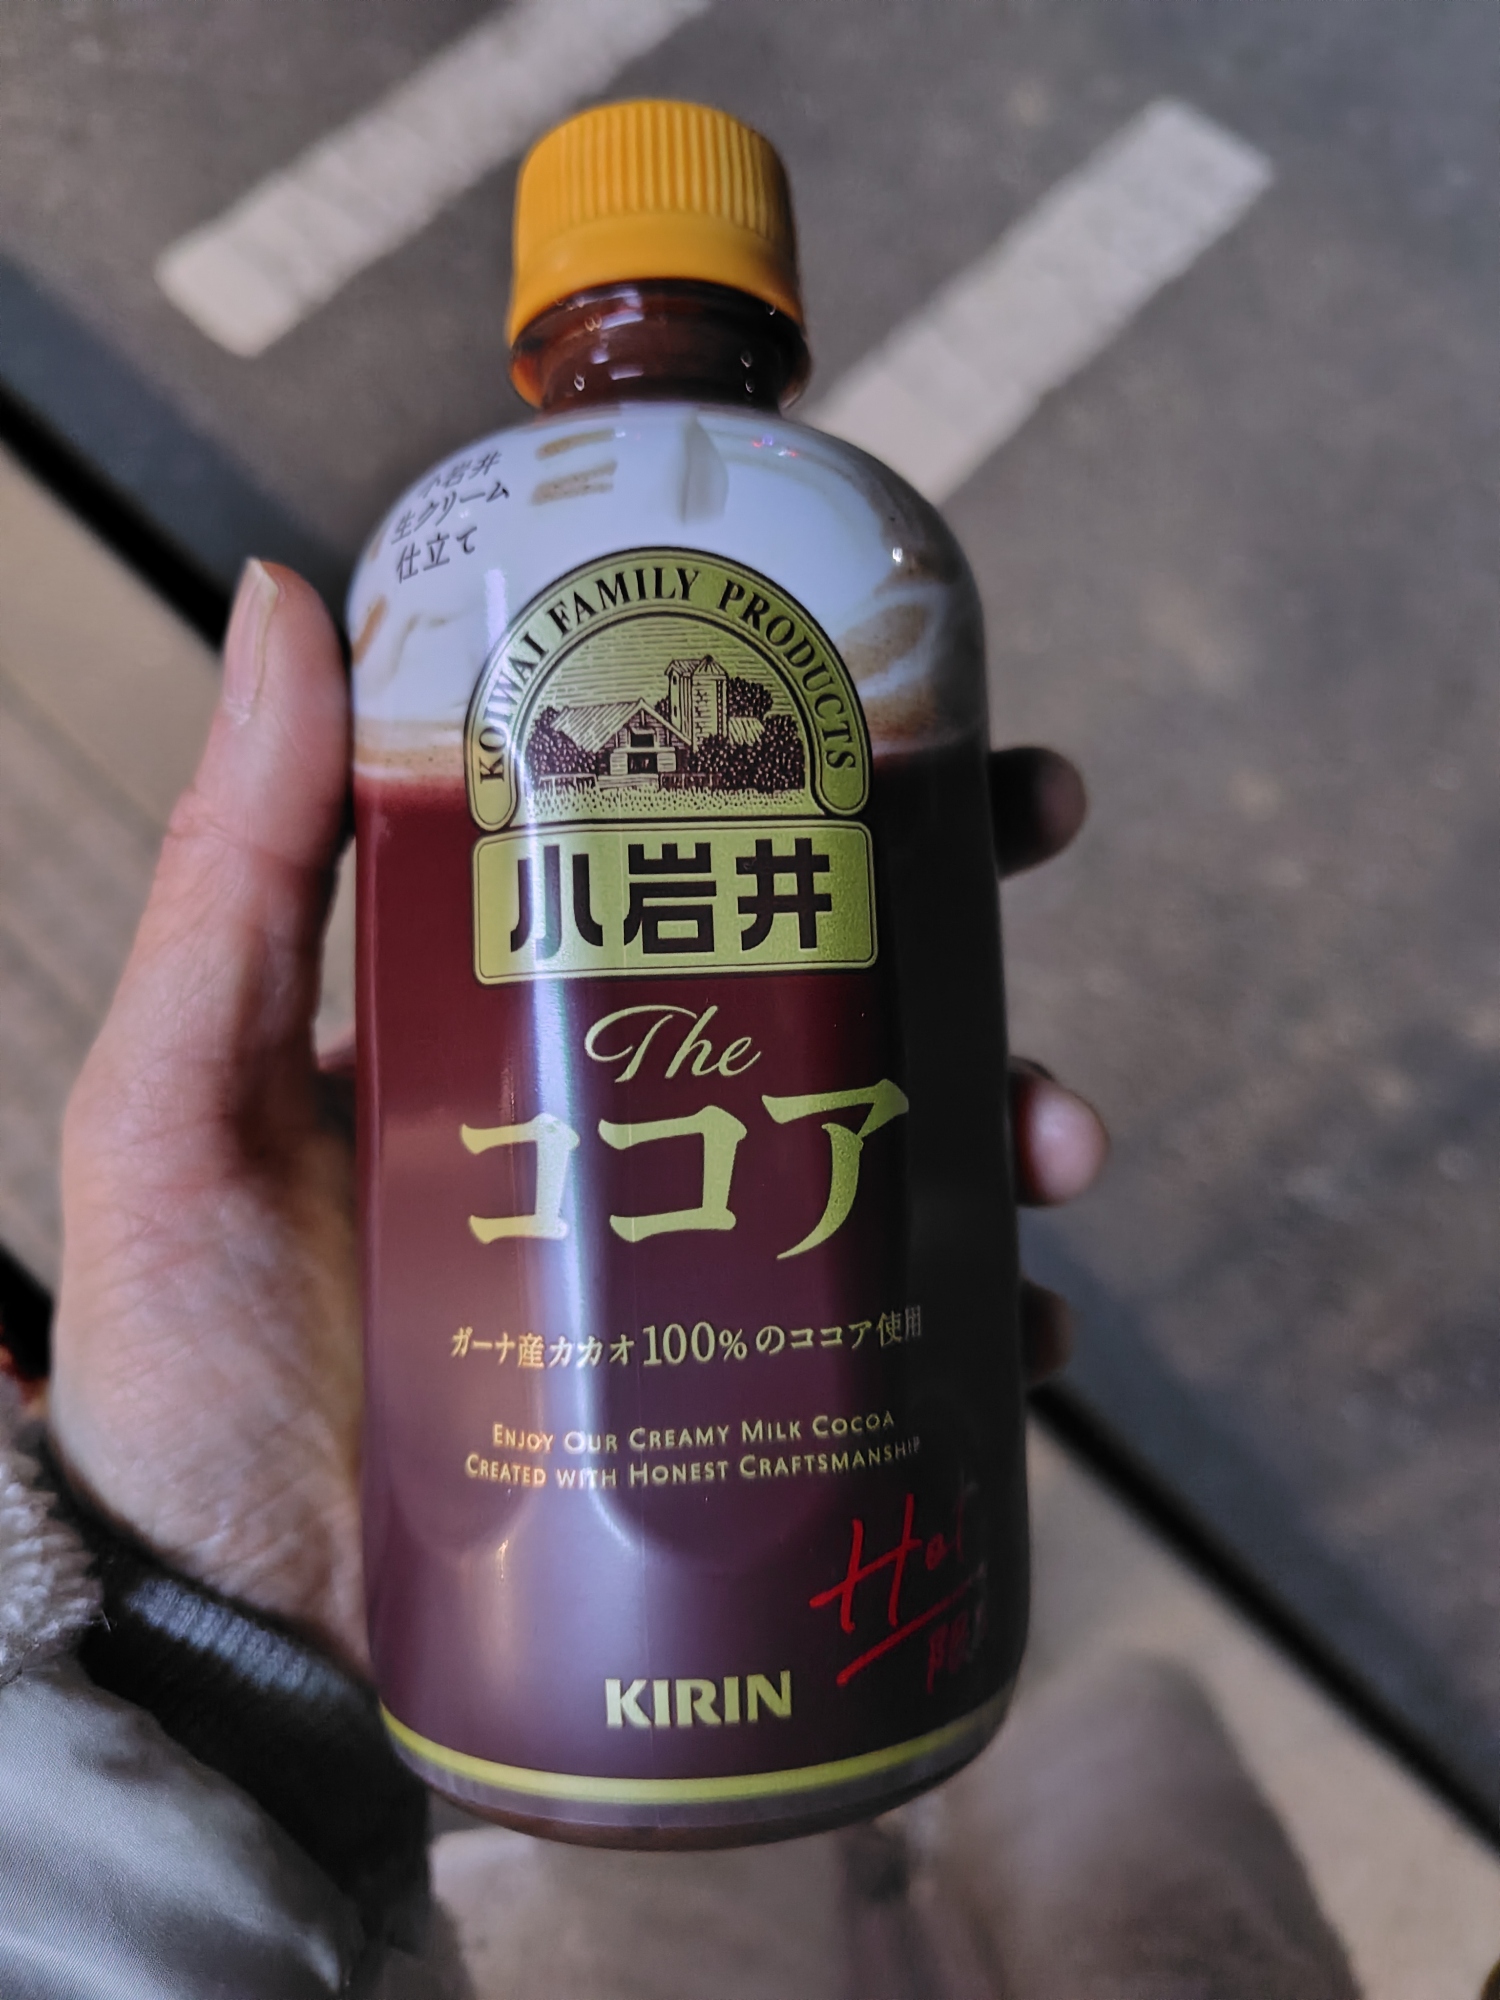 小岩井
生クリーム
仕立て
KOIWAI FAMILY PRODUCTS
小岩井
The
ココア
ガーナ産カカオ100%のココア使用
ENJOY OUR CREAMY MILK COCOA
CREATED WITH HONEST CRAFTSMANSHIP
Hot
KIRIN